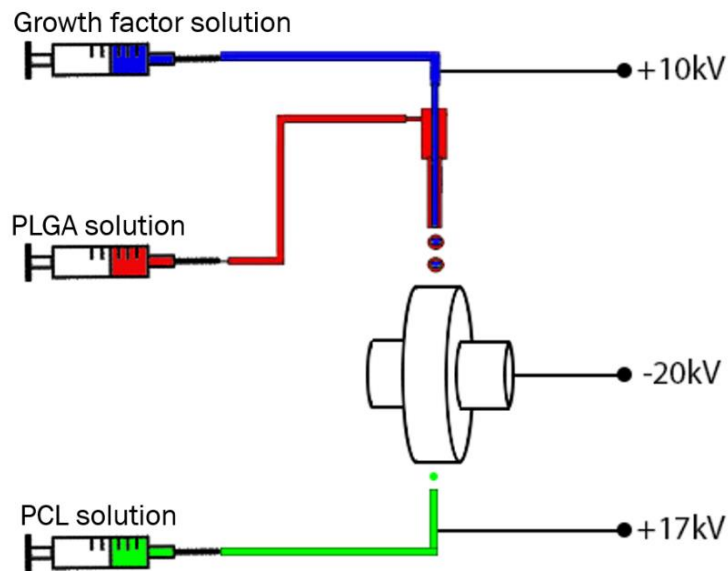 Growth factor solution
+10kV
PLGA solution
-20kV
PCL solution
+17kV